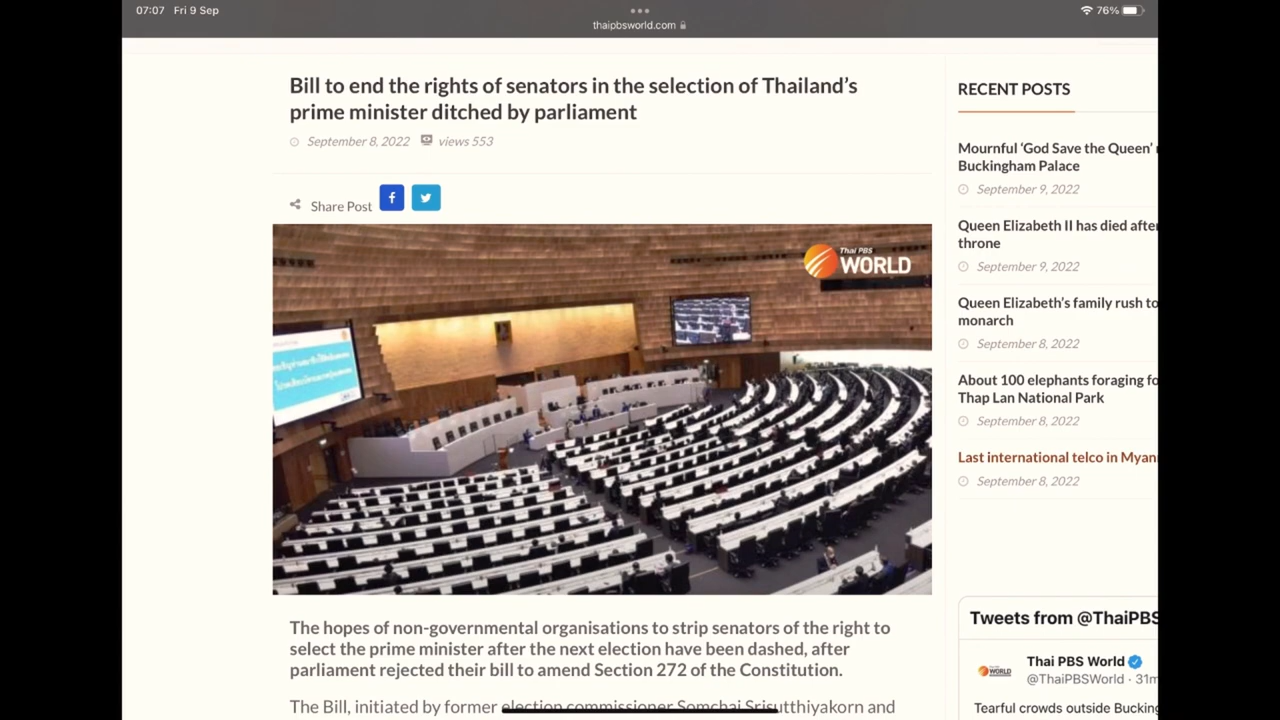 07:07 Fri 9 Sep
thaipbsworld.com
76%
Bill to end the rights of senators in the selection of Thailand's
prime minister ditched by parliament
September 8, 2022 views 553
Share Post
Thai PBS
WORLD
The hopes of non-governmental organisations to strip senators of the right to
select the prime minister after the next election have been dashed, after
parliament rejected their bill to amend Section 272 of the Constitution.
The Bill, initiated by former election commissioner Somchai Srisutthiyakorn and
RECENT POSTS
Mournful 'God Save the Queen'
Buckingham Palace
September 9, 2022
Queen Elizabeth II has died after
throne
September 9, 2022
Queen Elizabeth's family rush to
monarch
September 8, 2022
About 100 elephants foraging fo
Thap Lan National Park
September 8, 2022
Last international telco in Myan
September 8, 2022
Tweets from @ThaiPBS
WORLD
Thai PBS World
@ThaiPBSWorld · 31m
Tearful crowds outside Bucking